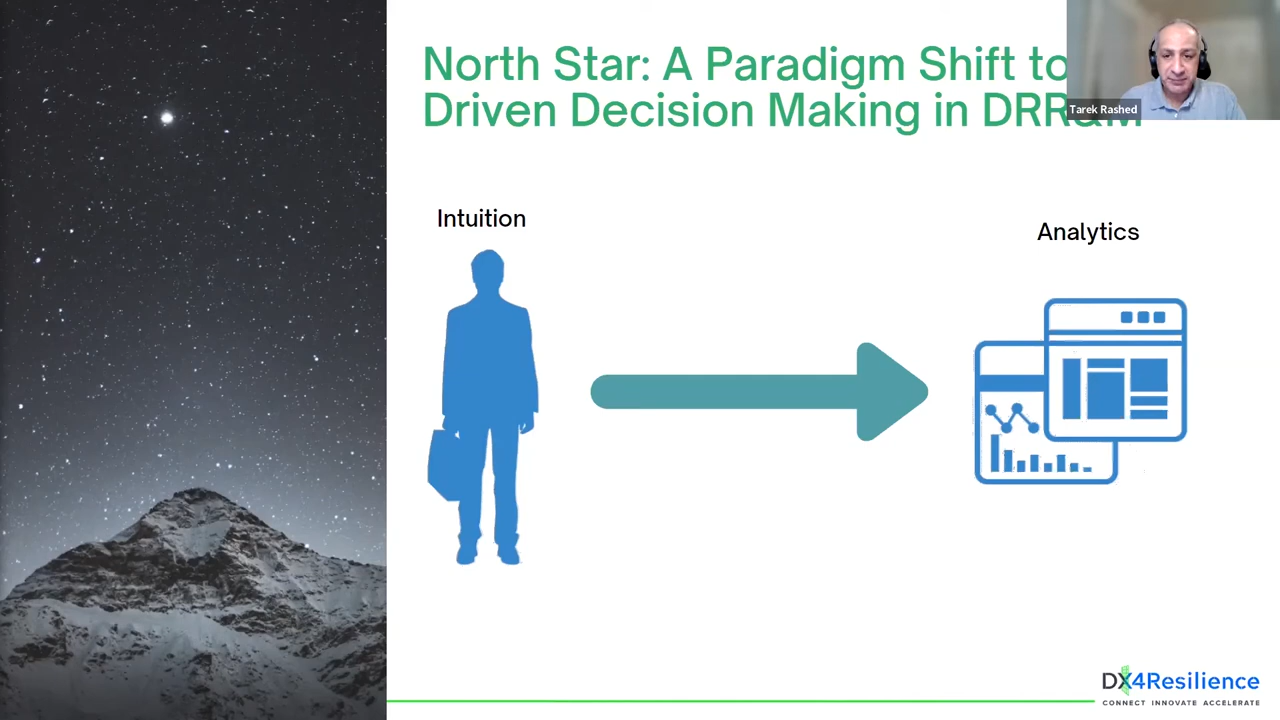 North Star: A Paradigm Shift to
Driven Decision Making in DRR&M
Tarek Rashed
Intuition
Analytics
DX4Resilience
CONNECT INNOVATE ACCELERATE